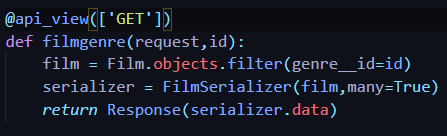 @api_view(['GET'])
def filmgenre(request,id):
    film = Film.objects.filter(genre__id=id)
    serializer = FilmSerializer(film,many=True)
    return Response(serializer.data)